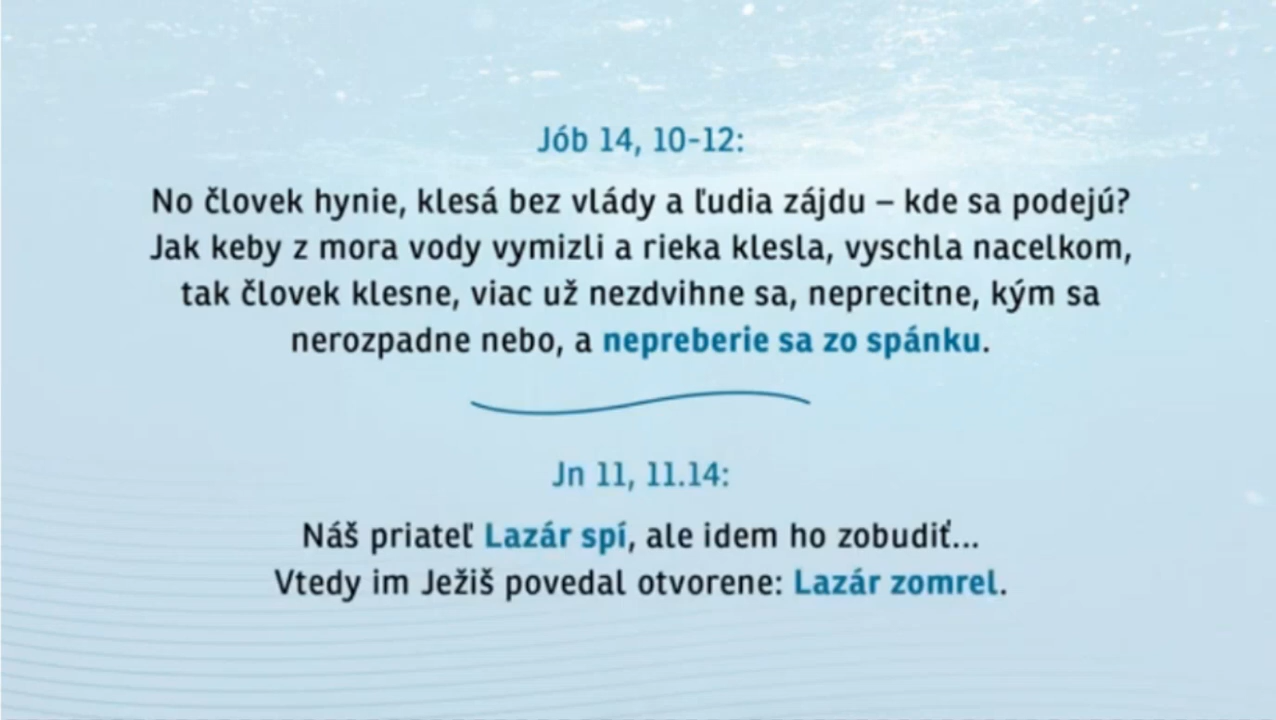 Jób 14, 10-12:
No človek hynie, klesá bez vlády a ľudia zájdu – kde sa podejú?
Jak keby z mora vody vymizli a rieka klesla, vyschla nacelkom,
tak človek klesne, viac už nezdvihne sa, neprecitne, kým sa
nerozpadne nebo, a nepreberie sa zo spánku.
Jn 11, 11.14:
Náš priateľ Lazár spí, ale idem ho zobudiť...
Vtedy im Ježiš povedal otvorene: Lazár zomrel.